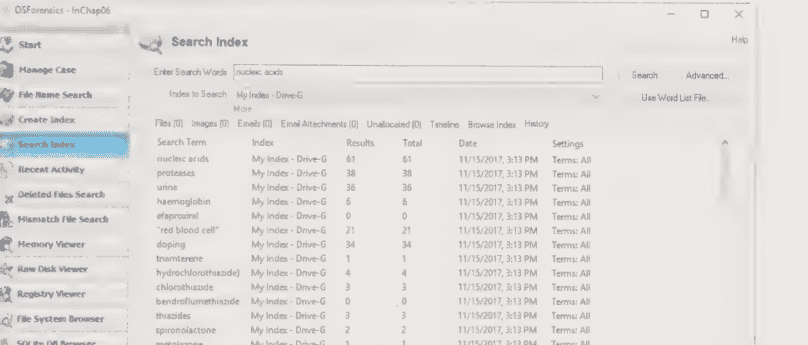 OSForensics - InChap06
Help
Start
Manage Case
File Name Search
Create Index
Search Index
Recent Activity
Deleted Files Search
Mismatch File Search
Memory Viewer
Raw Disk Viewer
Registry Viewer
File System Browser
SQLite DB Browser
Search Index
Enter Search Words nucleic acids Search Advanced...
Index to Search My Index - Drive-G Use Word List File..
More
Files (0) Images (0) Emails (0) Email Attachments (0) Unallocated (0) Timeline Browse Index History
Search Term Index Results Total Date Settings
nucleic acids My Index - Drive-G 61 61 11/15/2017, 3:13 PM Terms: All
proteases My Index - Drive-G 38 38 11/15/2017, 3:13 PM Terms: All
urine My Index - Drive-G 36 36 11/15/2017, 3:13 PM Terms: All
haemoglobin My Index - Drive-G 6 6 11/15/2017, 3:13 PM Terms: All
efaproxiral My Index - Drive-G 0 0 11/15/2017, 3:13 PM Terms: All
"red blood cell" My Index - Drive-G 21 21 11/15/2017, 3:13 PM Terms: All
doping My Index - Drive-G 34 34 11/15/2017, 3:13 PM Terms: All
triamterene My Index - Drive-G 1 1 11/15/2017, 3:13 PM Terms: All
hydrochlorothiazide) My Index - Drive-G 4 4 11/15/2017, 3:13 PM Terms: All
chlorothiazide My Index - Drive-G 3 3 11/15/2017, 3:13 PM Terms: All
bendroflumethiazide My Index - Drive-G 0 0 11/15/2017, 3:13 PM Terms: All
thiazides My Index - Drive-G 3 3 11/15/2017, 3:13 PM Terms: All
spironolactone My Index - Drive-G 2 2 11/15/2017, 3:13 PM Terms: All